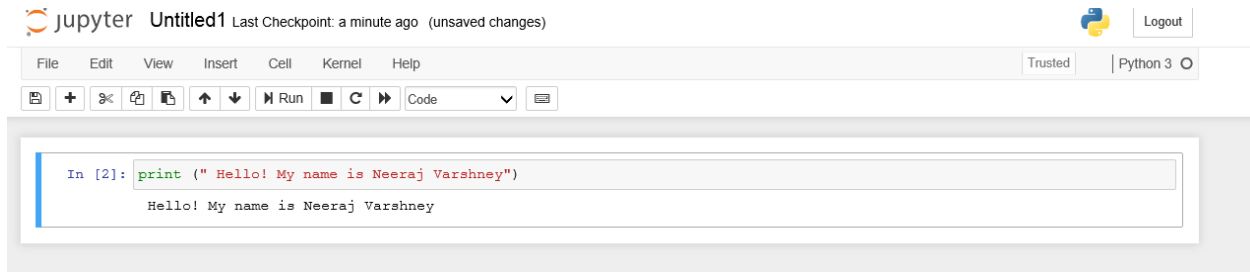 jupyter Untitled1 Last Checkpoint: a minute ago (unsaved changes) Logout
File Edit View Insert Cell Kernel Help Trusted Python 3
Run Code
In [2]: print (" Hello! My name is Neeraj Varshney")
Hello! My name is Neeraj Varshney